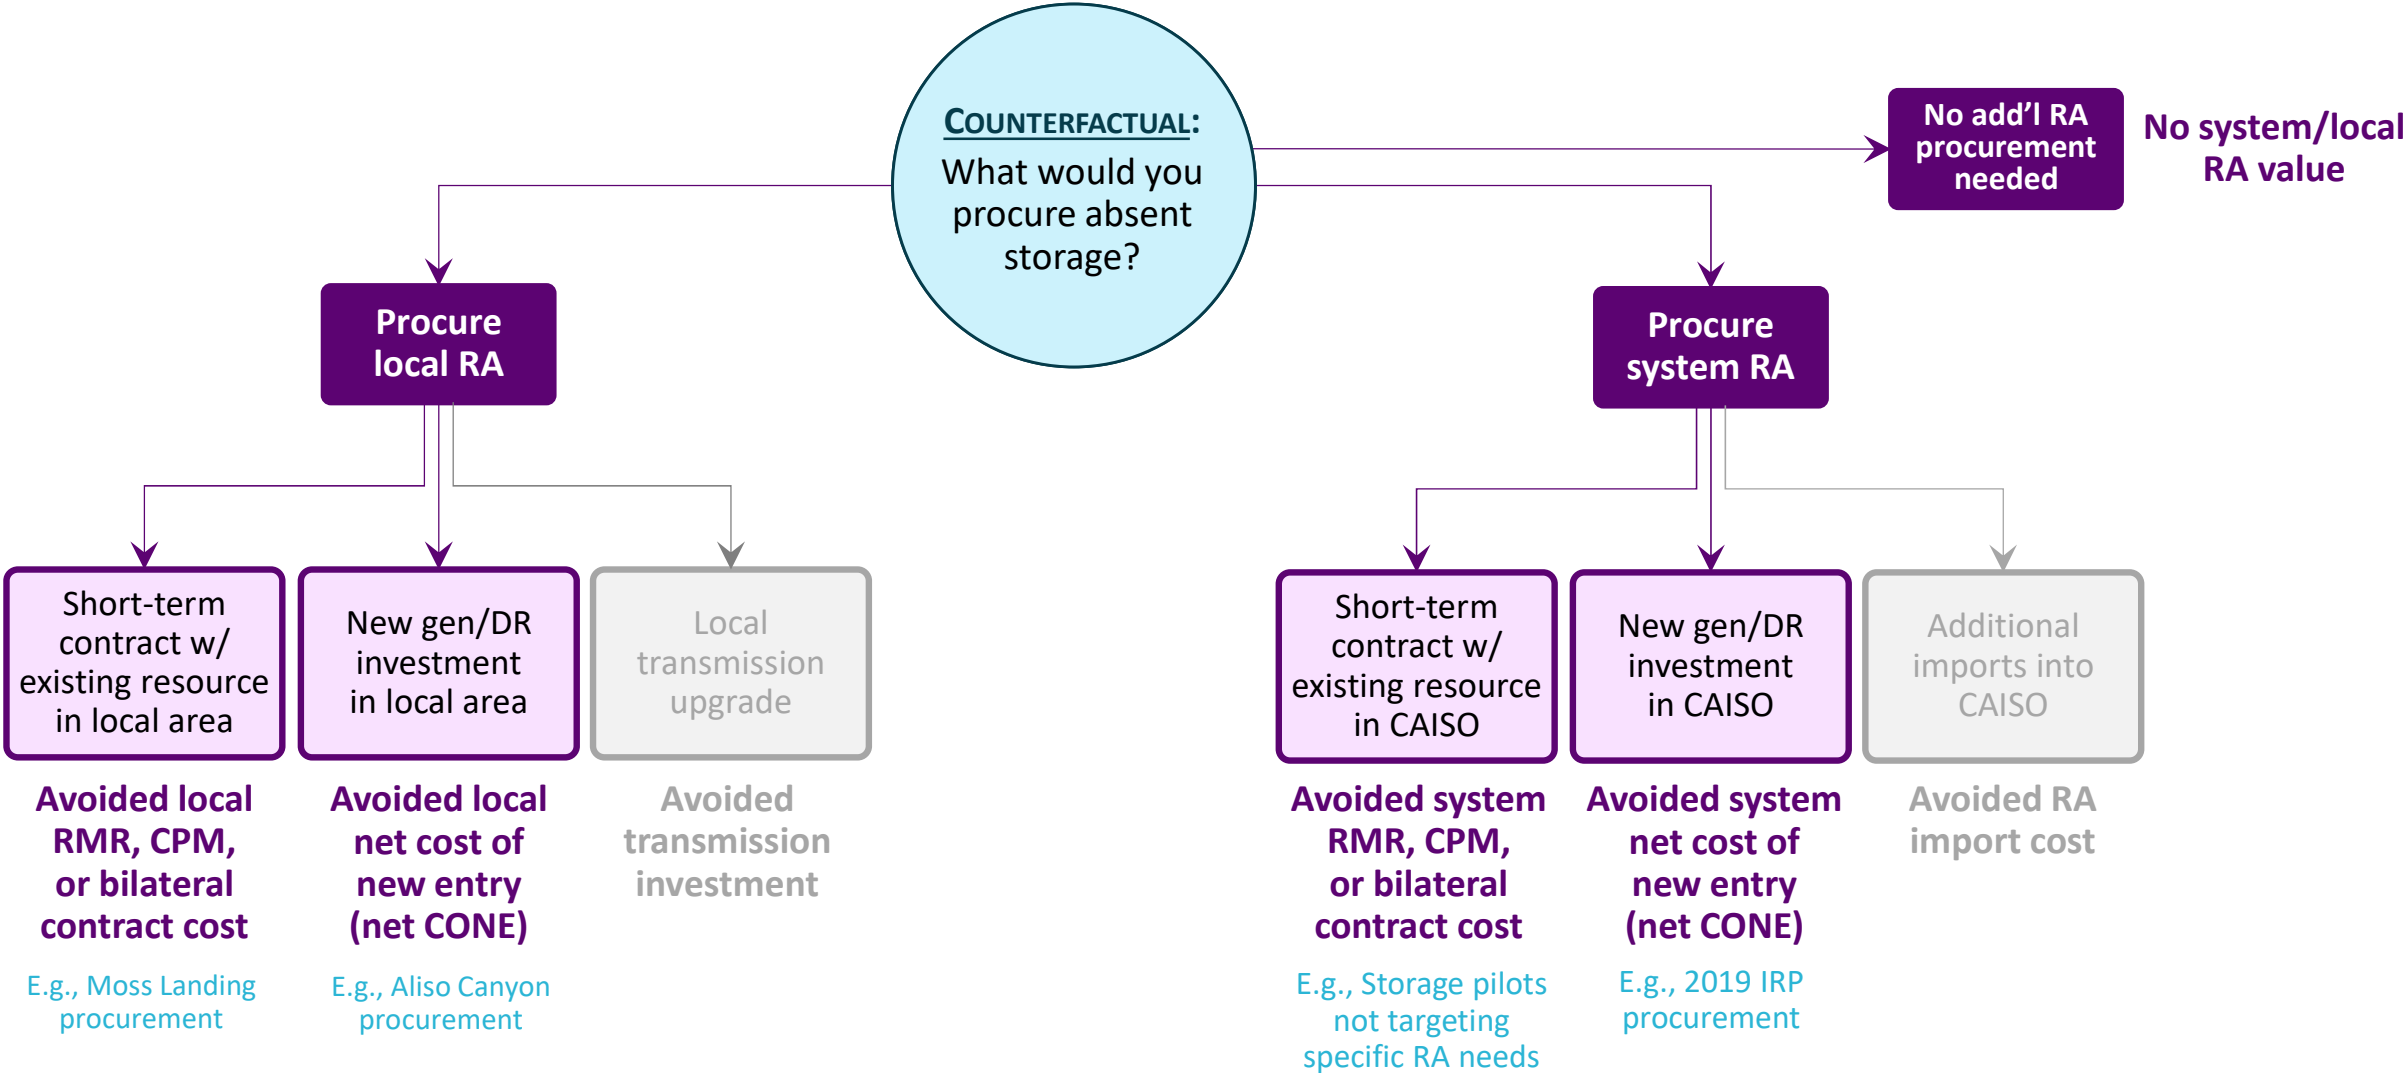 COUNTERFACTUAL:
What would you
procure absent
storage?
No add’l RA
procurement
needed
No system/local
RA value
Procure
local RA
Procure
system RA
Short-term
contract w/
existing resource
in local area
New gen/DR
investment
in local area
Local
transmission
upgrade
Short-term
contract w/
existing resource
in CAISO
New gen/DR
investment
in CAISO
Additional
imports into
CAISO
Avoided local
RMR, CPM,
or bilateral
contract cost
Avoided local
net cost of
new entry
(net CONE)
Avoided
transmission
investment
Avoided system
RMR, CPM,
or bilateral
contract cost
Avoided system
net cost of
new entry
(net CONE)
Avoided RA
import cost
E.g., Moss Landing
procurement
E.g., Aliso Canyon
procurement
E.g., Storage pilots
not targeting
specific RA needs
E.g., 2019 IRP
procurement